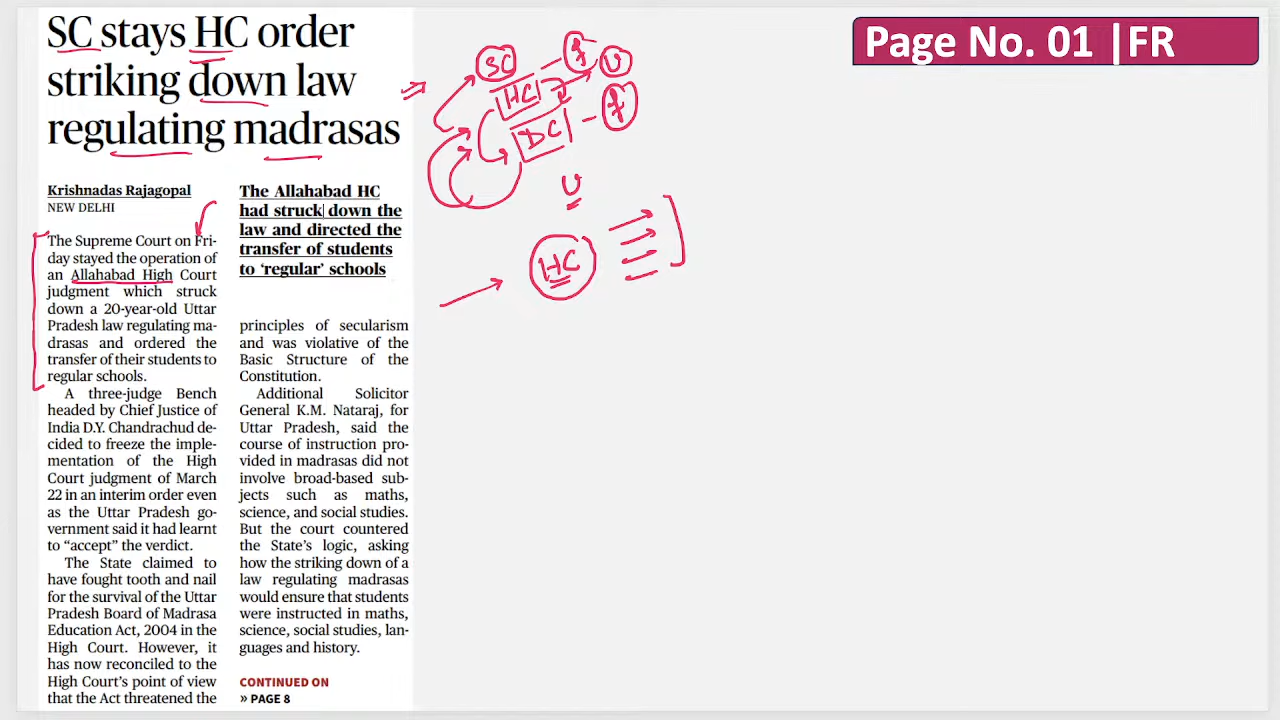 SC stays HC order
striking down law
regulating madrasas
Krishnadas Rajagopal
NEW DELHI
The Supreme Court on Fri-
day stayed the operation of
an Allahabad High Court
judgment which struck
down a 20-year-old Uttar
Pradesh law regulating ma-
drasas and ordered the
transfer of their students to
regular schools.
A three-judge Bench
headed by Chief Justice of
India D.Y. Chandrachud de-
cided to freeze the imple-
mentation of the High
Court judgment of March
22 in an interim order even
as the Uttar Pradesh go-
vernment said it had learnt
to “accept” the verdict.
The State claimed to
have fought tooth and nail
for the survival of the Uttar
Pradesh Board of Madrasa
Education Act, 2004 in the
High Court. However, it
has now reconciled to the
High Court’s point of view
that the Act threatened the
The Allahabad HC
had struck down the
law and directed the
transfer of students
to ‘regular’ schools
principles of secularism
and was violative of the
Basic Structure of the
Constitution.
Additional Solicitor
General K.M. Nataraj, for
Uttar Pradesh, said the
course of instruction pro-
vided in madrasas did not
involve broad-based sub-
jects such as maths,
science, and social studies.
But the court countered
the State’s logic, asking
how the striking down of a
law regulating madrasas
would ensure that students
were instructed in maths,
science, social studies, lan-
guages and history.
CONTINUED ON
» PAGE 8
Page No. 01 |FR
SC
HC
DC
HC